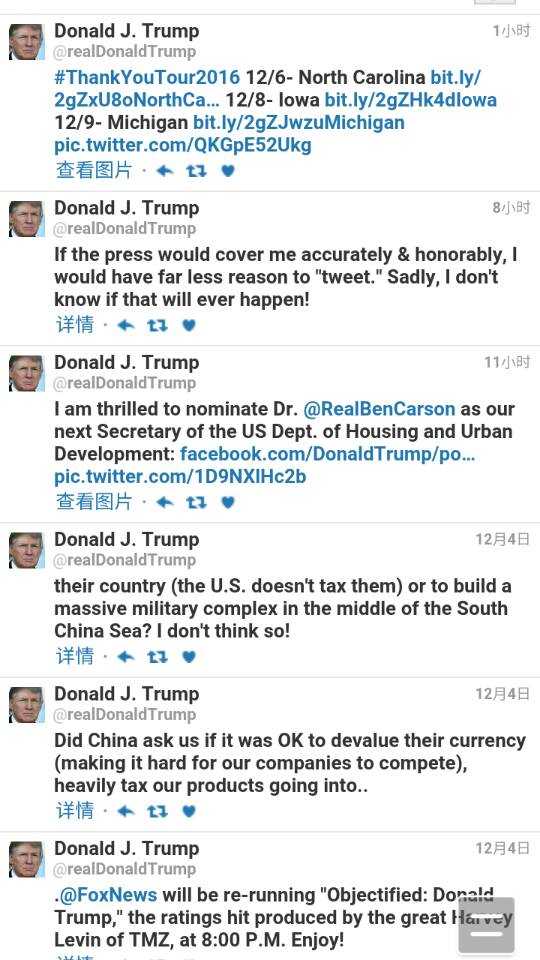 Donald J. Trump 1小时
@realDonaldTrump
#ThankYouTour2016 12/6- North Carolina bit.ly/
2gZxU8oNorthCa… 12/8- Iowa bit.ly/2gZHk4dIowa
12/9- Michigan bit.ly/2gZJwzuMichigan
pic.twitter.com/QKGpE52Ukg
查看图片 ·
Donald J. Trump 8小时
@realDonaldTrump
If the press would cover me accurately & honorably, I
would have far less reason to "tweet." Sadly, I don't
know if that will ever happen!
详情 ·
Donald J. Trump 11小时
@realDonaldTrump
I am thrilled to nominate Dr. @RealBenCarson as our
next Secretary of the US Dept. of Housing and Urban
Development: facebook.com/DonaldTrump/po…
pic.twitter.com/1D9NXlHc2b
查看图片 ·
Donald J. Trump 12月4日
@realDonaldTrump
their country (the U.S. doesn't tax them) or to build a
massive military complex in the middle of the South
China Sea? I don't think so!
详情 ·
Donald J. Trump 12月4日
@realDonaldTrump
Did China ask us if it was OK to devalue their currency
(making it hard for our companies to compete),
heavily tax our products going into..
详情 ·
Donald J. Trump 12月4日
@realDonaldTrump
.@FoxNews will be re-running "Objectified: Donald
Trump," the ratings hit produced by the great Harvey
Levin of TMZ, at 8:00 P.M. Enjoy!